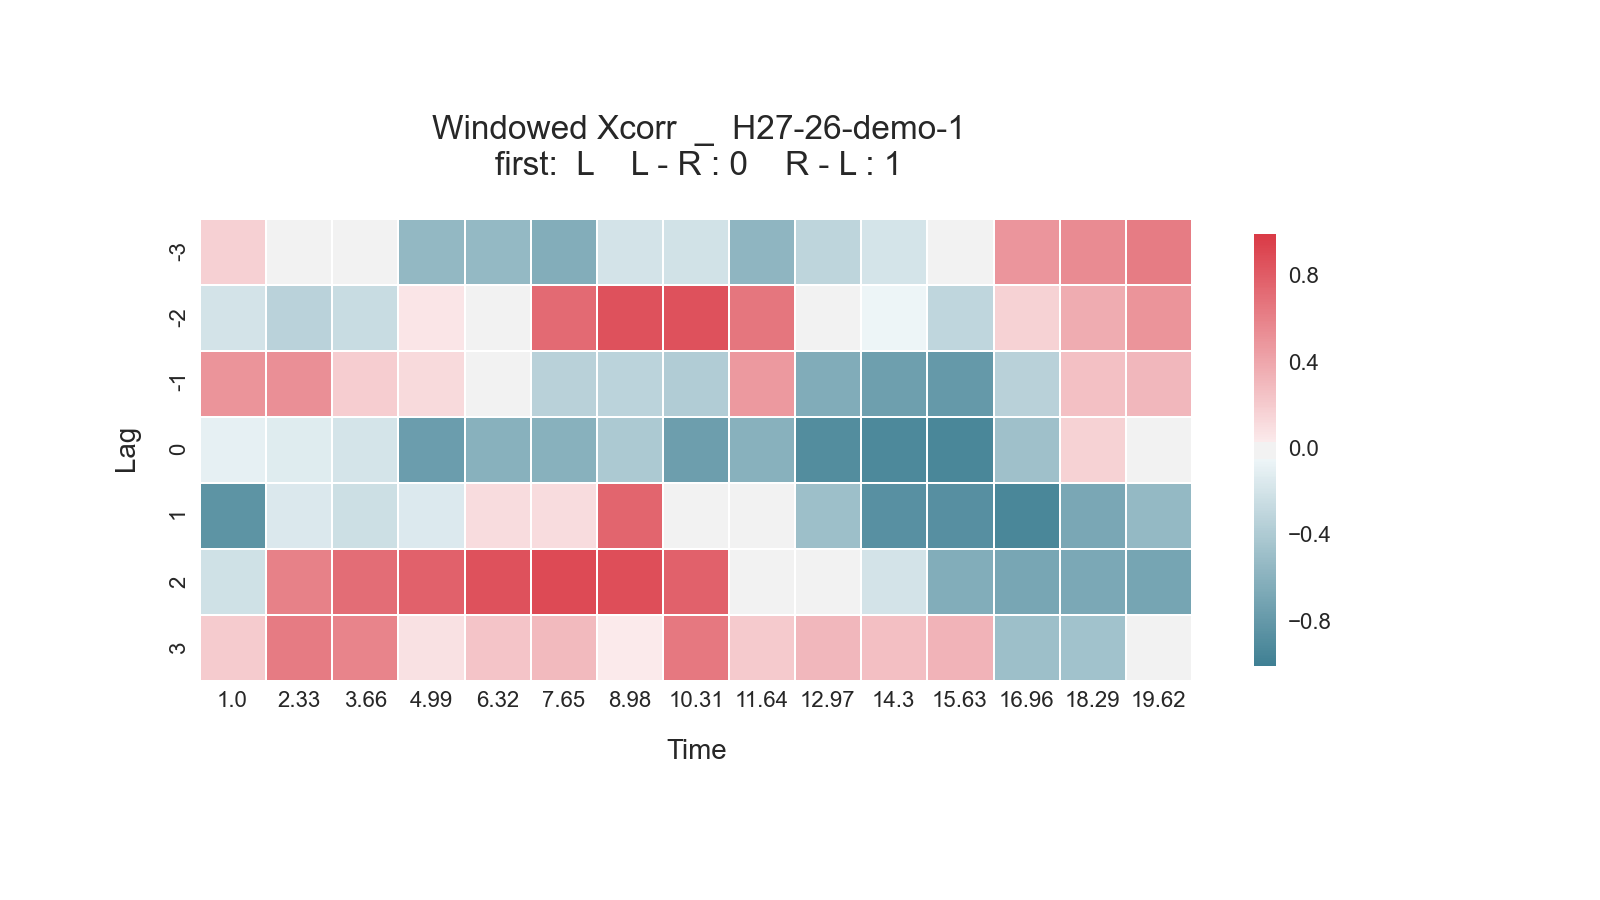 Windowed Xcorr _ H27-26-demo-1
first: L L - R : 0 R - L : 1
Lag
-3
-2
-1
0
1
2
3
1.0 2.33 3.66 4.99 6.32 7.65 8.98 10.31 11.64 12.97 14.3 15.63 16.96 18.29 19.62
Time
0.8
0.4
0.0
−0.4
−0.8